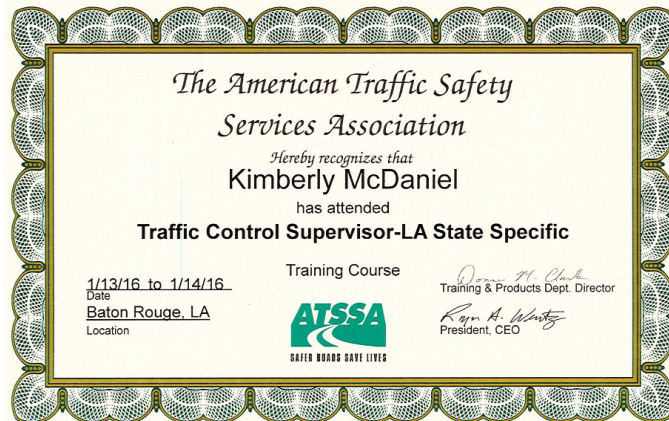 The American Traffic Safety
Services Association
Hereby recognizes that
Kimberly McDaniel
has attended
Traffic Control Supervisor-LA State Specific
Training Course
1/13/16 to 1/14/16
Date
Baton Rouge, LA
Location
ATSSA
SAFER ROADS SAVE LIVES
Donna M. Clark
Training & Products Dept. Director
President, CEO